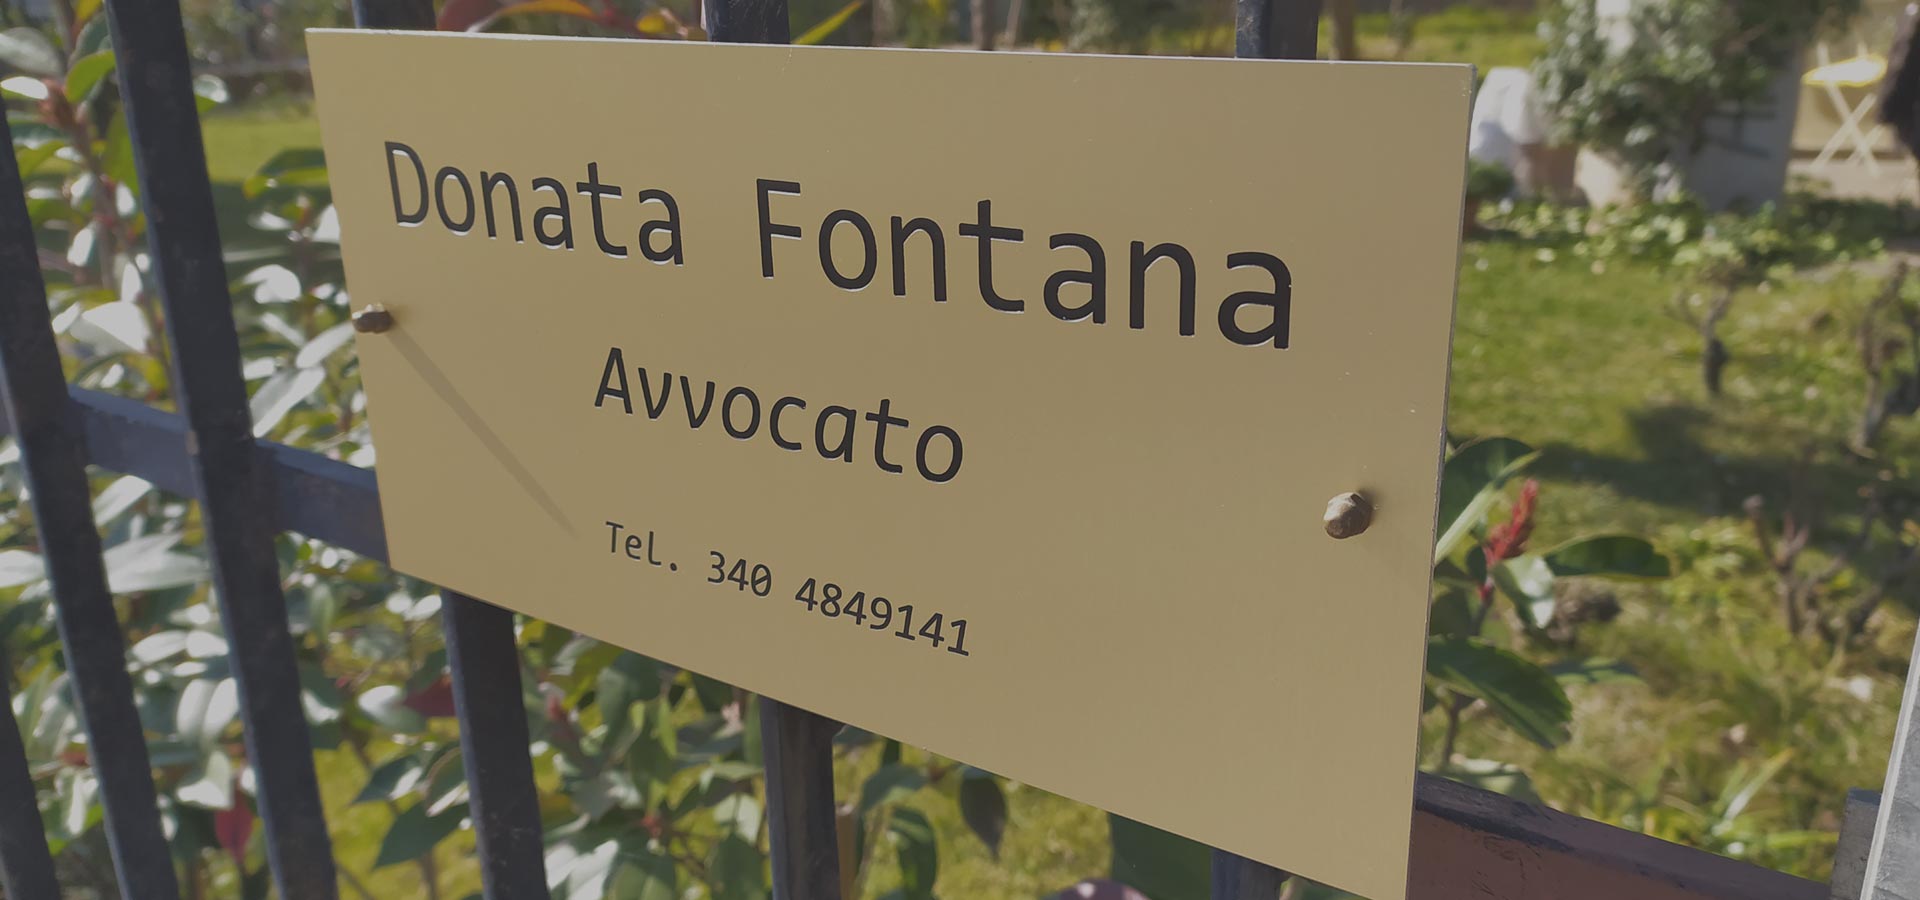 Donata Fontana
Avvocato
Tel. 340 4849141